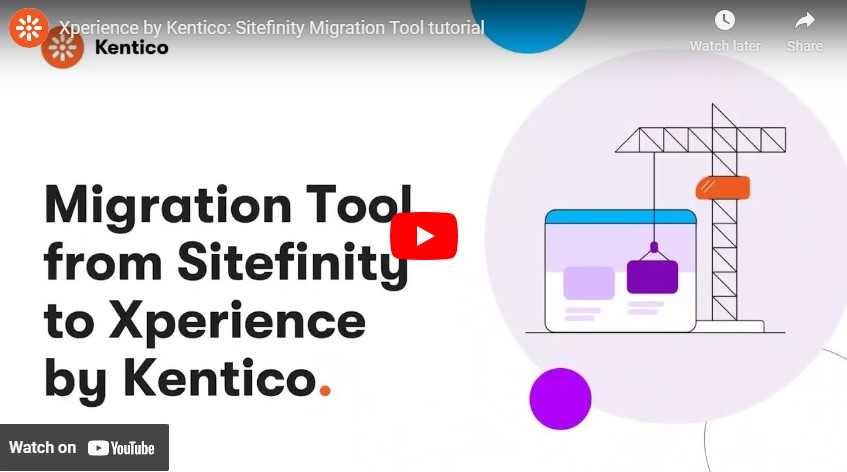 Xperience by Kentico: Sitefinity Migration Tool tutorial
Watch later
Share
Kentico
Migration Tool
from Sitefinity
to Xperience
by Kentico.
Watch on YouTube